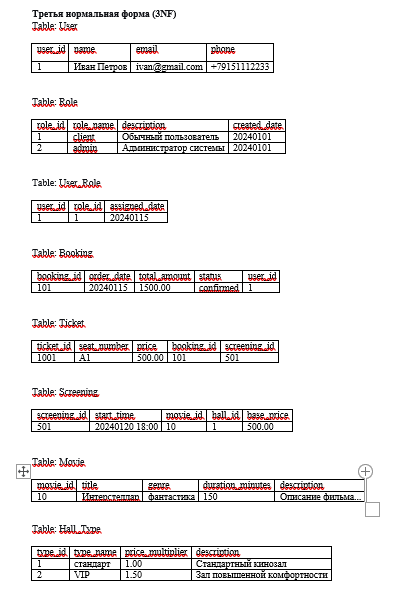 Третья нормальная форма (3NF)
Table: User
user_id name email phone
1 Иван Петров ivan@gmail.com +79151112233
Table: Role
role_id role_name description created_date
1 client Обычный пользователь 20240101
2 admin Администратор системы 20240101
Table: User_Role
user_id role_id assigned_date
1 1 20240115
Table: Booking
booking_id order_date total_amount status user_id
101 20240115 1500.00 confirmed 1
Table: Ticket
ticket_id seat_number price booking_id screening_id
1001 A1 500.00 101 501
Table: Screening
screening_id start_time movie_id hall_id base_price
501 20240120 18:00 10 1 500.00
Table: Movie
movie_id title genre duration_minutes description
10 Интерстеллар фантастика 150 Описание фильма...
Table: Hall_Type
type_id type_name price_multiplier description
1 стандарт 1.00 Стандартный кинозал
2 VIP 1.50 Зал повышенной комфортности